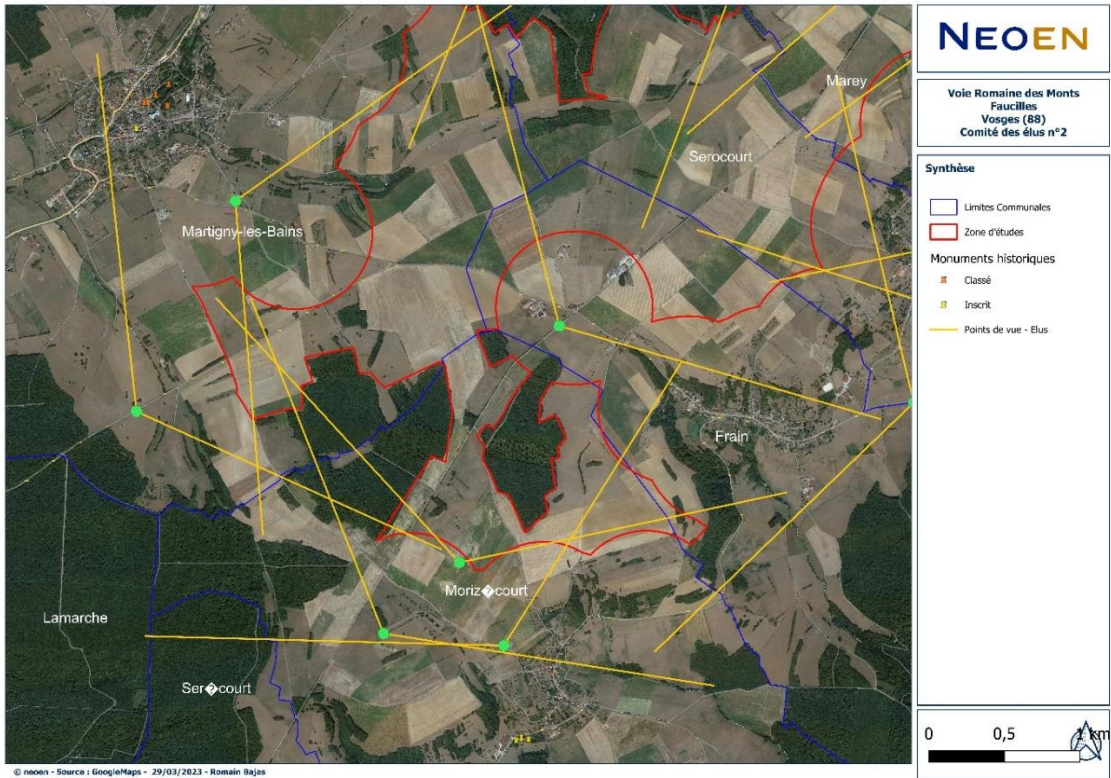 NEOEN
Voie Romaine des Monts
Faucilles
Vosges (88)
Comité des élus n°2
Synthèse
Limites Communales
Zone d'études
Monuments historiques
Classé
Inscrit
Points de vue - Elus
0 0,5 1 km
Marey
Serocourt
Martigny-les-Bains
Frain
Moriz�court
Lamarche
Ser�court
© neoen - Source : GoogleMaps - 29/03/2023 - Romain Bajas